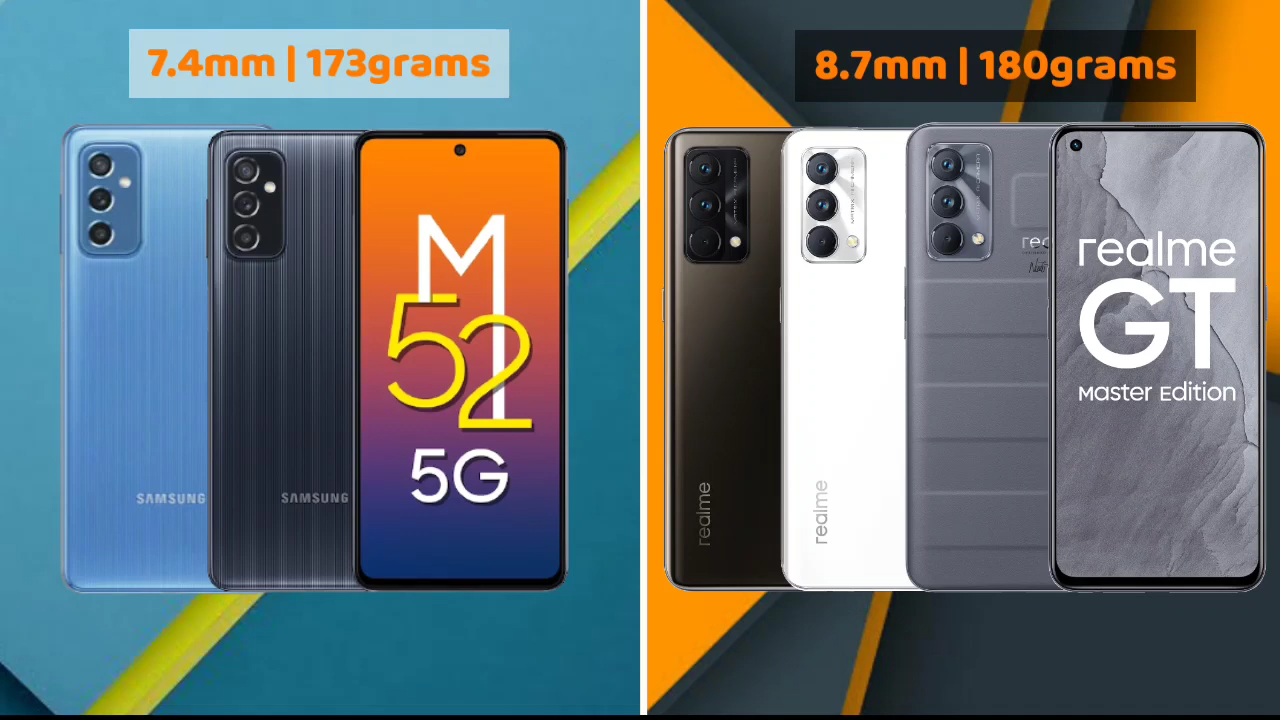 7.4mm | 173grams
SAMSUNG
SAMSUNG
M
52
5G
8.7mm | 180grams
realme
realme
realme
GT
Master Edition